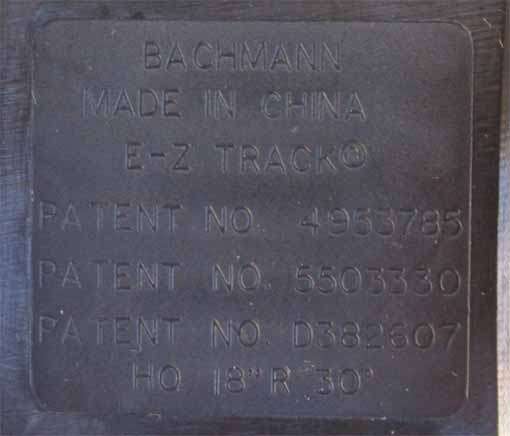 BACHMANN
MADE IN CHINA
E-Z TRACK®
PATENT NO. 4953785
PATENT NO. 5503330
PATENT NO. D382607
HO 18" R 30°